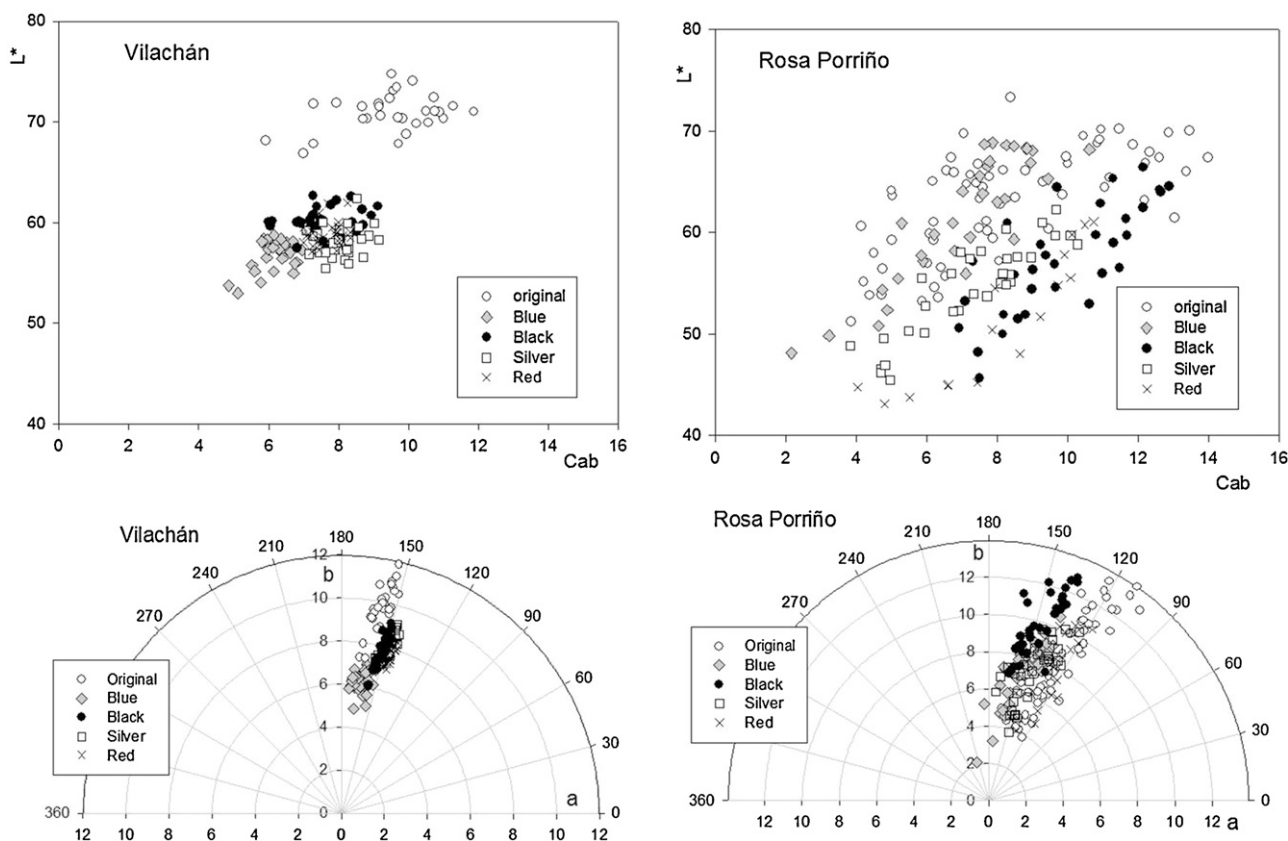 Vilachán
L*
80
70
60
50
40
0 2 4 6 8 10 12 14 16
Cab
original
Blue
Black
Silver
Red
Rosa Porriño
L*
80
70
60
50
40
0 2 4 6 8 10 12 14 16
Cab
original
Blue
Black
Silver
Red
Vilachán
360 270 240 210 180 150 120 90 60 30 0
b
12
10
8
6
4
2
0
a
12 10 8 6 4 2 0 2 4 6 8 10 12
Original
Blue
Black
Silver
Red
Rosa Porriño
360 270 240 210 180 150 120 90 60 30 0
b
12
10
8
6
4
2
0
12 10 8 6 4 2 0 2 4 6 8 10 12 a
Original
Blue
Black
Silver
Red